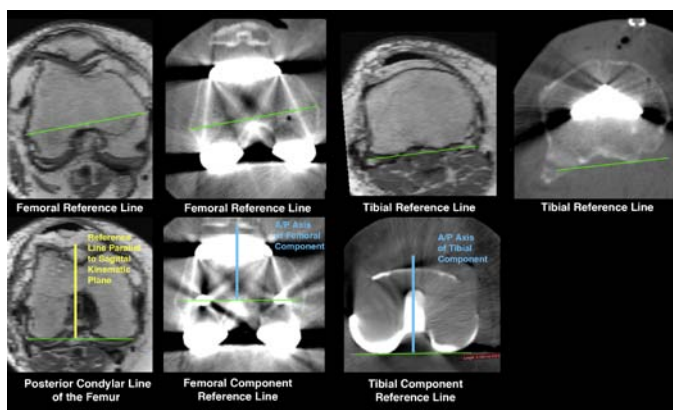 Femoral Reference Line
Femoral Reference Line
Tibial Reference Line
Tibial Reference Line
Reference
Line Parallel
to Sagittal
Kinematic
Plane
A/P Axis
of Femoral
Component
A/P Axis
of Tibial
Component
Posterior Condylar Line
of the Femur
Femoral Component
Reference Line
Tibial Component
Reference Line